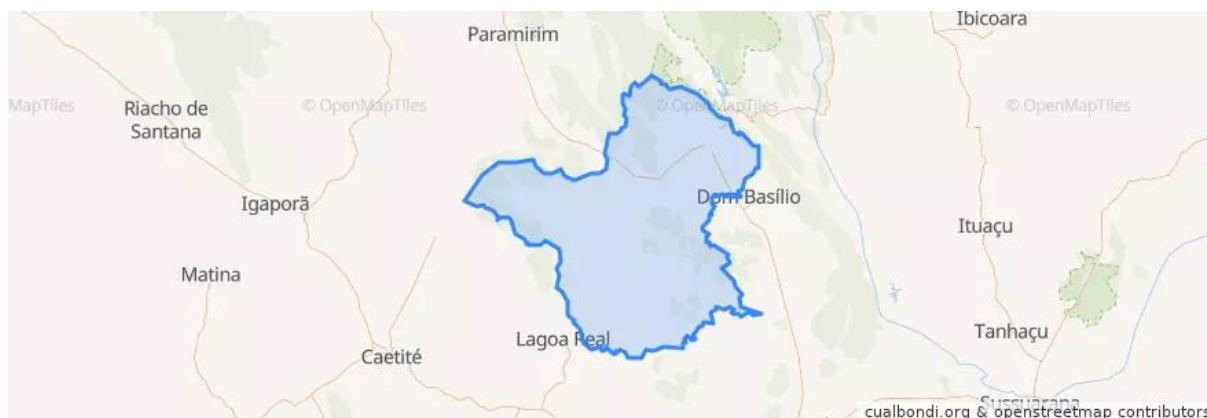 Ibicoara
Paramirim
MapTiles
© OpenMapTiles
© OpenMapTiles
© OpenMapTiles
Riacho de
Santana
Igaporã
Dom Basílio
Ituaçu
Matina
Lagoa Real
Tanhaçu
Caetité
Sussuarana
cualbondi.org & openstreetmap contributors